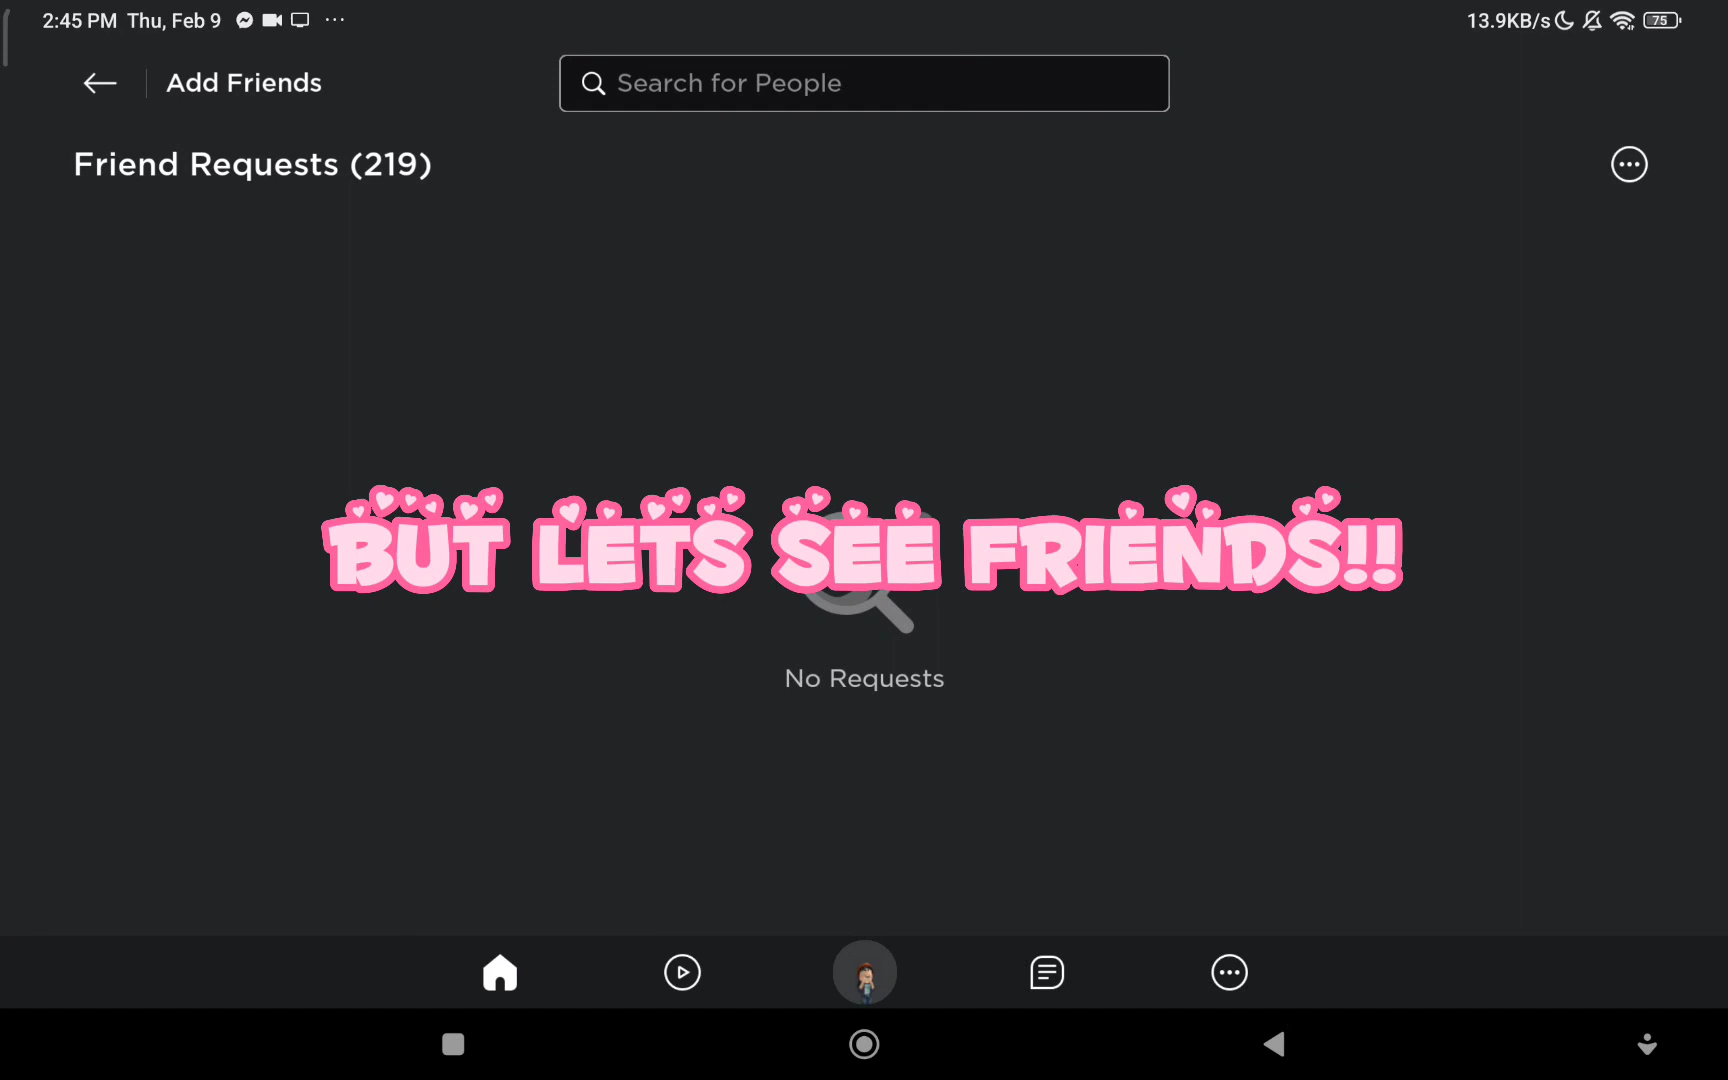 2:45 PM Thu, Feb 9 ...
13.9KB/s 75
Add Friends
Search for People
Friend Requests (219)
BUT LETS SEE FRIENDS!!
No Requests